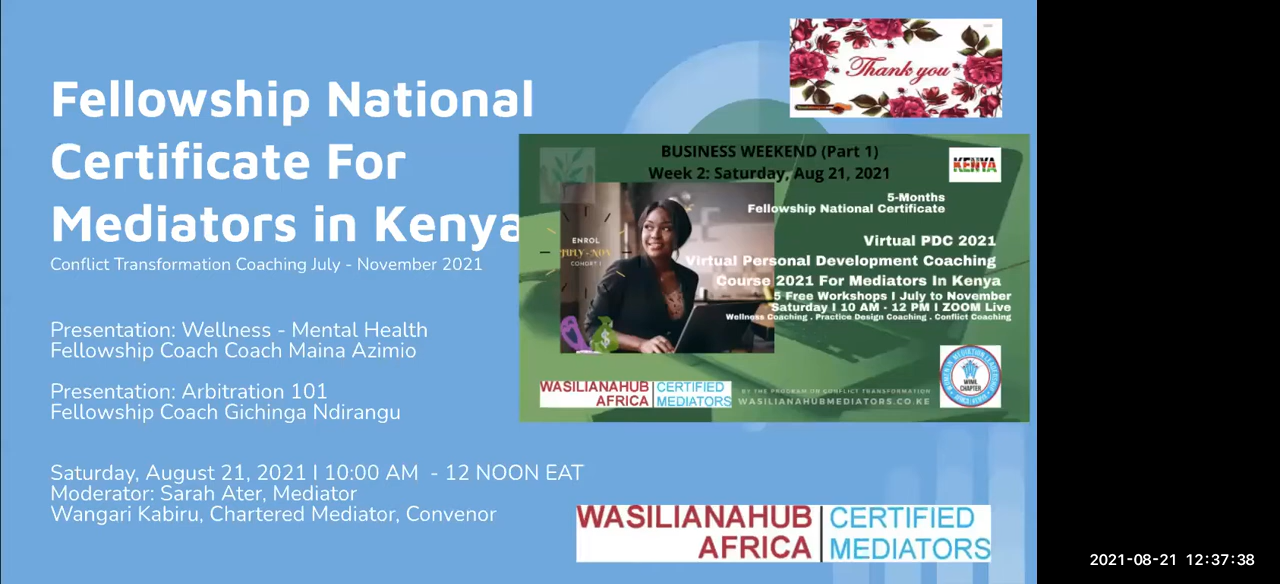 Fellowship National
Certificate For
Mediators in Kenya
Conflict Transformation Coaching July - November 2021
Presentation: Wellness - Mental Health
Fellowship Coach Coach Maina Azimio
Presentation: Arbitration 101
Fellowship Coach Gichinga Ndirangu
Saturday, August 21, 2021 I 10:00 AM - 12 NOON EAT
Moderator: Sarah Ater, Mediator
Wangari Kabiru, Chartered Mediator, Convenor
Thank you
BUSINESS WEEKEND (Part 1)
Week 2: Saturday, Aug 21, 2021
KENYA
5-Months
Fellowship National Certificate
ENROL
JULY - NOV
COHORT I
Virtual PDC 2021
Virtual Personal Development Coaching
Course 2021 For Mediators In Kenya
5 Free Workshops I July to November
Saturday I 10 AM - 12 PM I ZOOM Live
Wellness Coaching . Practice Design Coaching . Conflict Coaching
WASILIANAHUB CERTIFIED
AFRICA MEDIATORS
BY THE PROGRAM ON CONFLICT TRANSFORMATION
WASILIANAHUBMEDIATORS.CO.KE
WIML
CHAPTER
WASILIANAHUB CERTIFIED
AFRICA MEDIATORS
2021-08-21 12:37:38